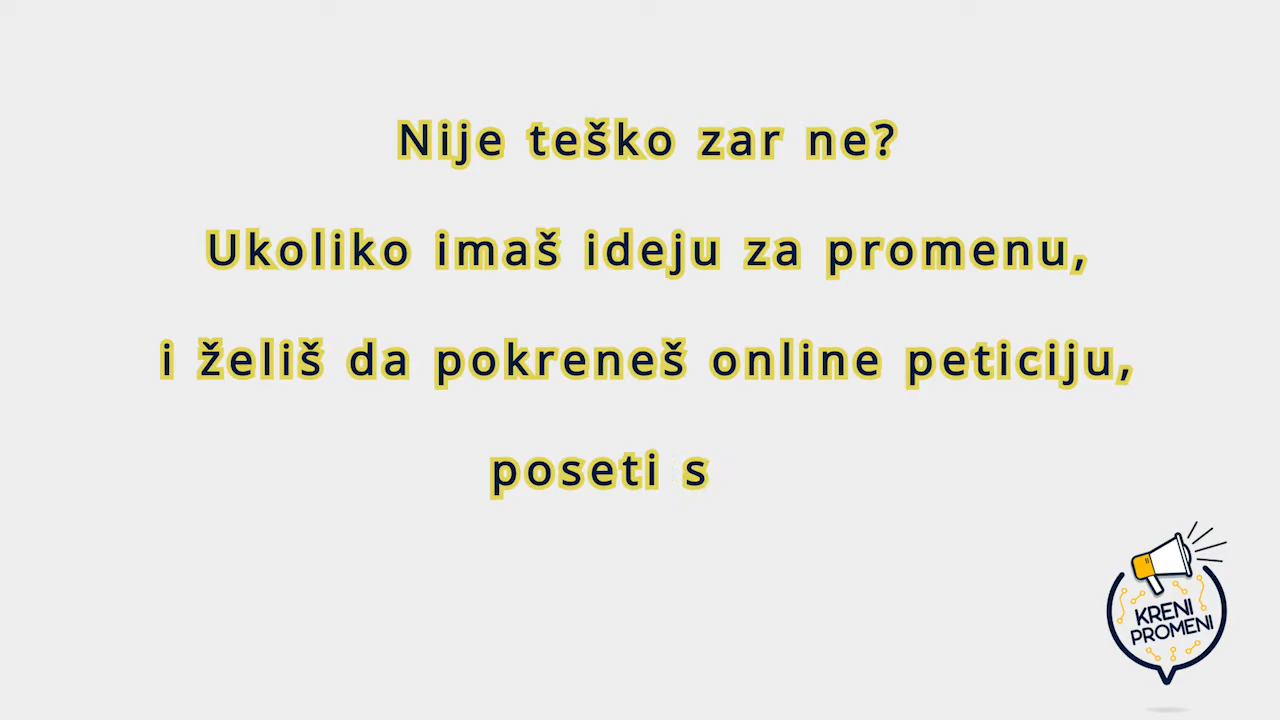 Nije teško zar ne?
Ukoliko imaš ideju za promenu,
i želiš da pokreneš online peticiju,
poseti s
KRENI
PROMENI